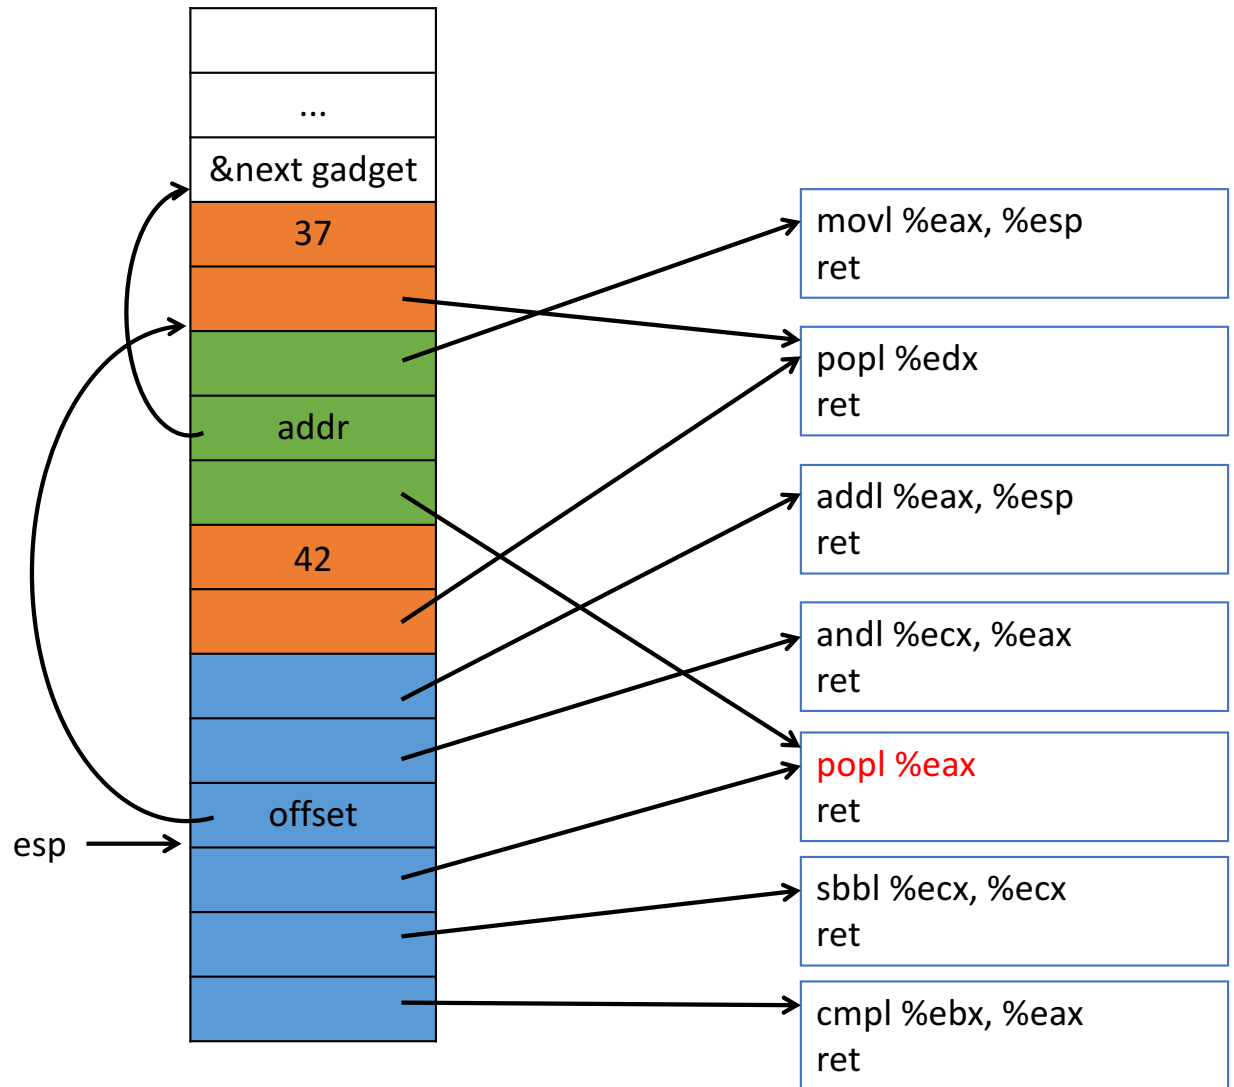 ...
&next gadget
37
addr
42
offset
esp
movl %eax, %esp
ret
popl %edx
ret
addl %eax, %esp
ret
andl %ecx, %eax
ret
popl %eax
ret
sbbl %ecx, %ecx
ret
cmpl %ebx, %eax
ret